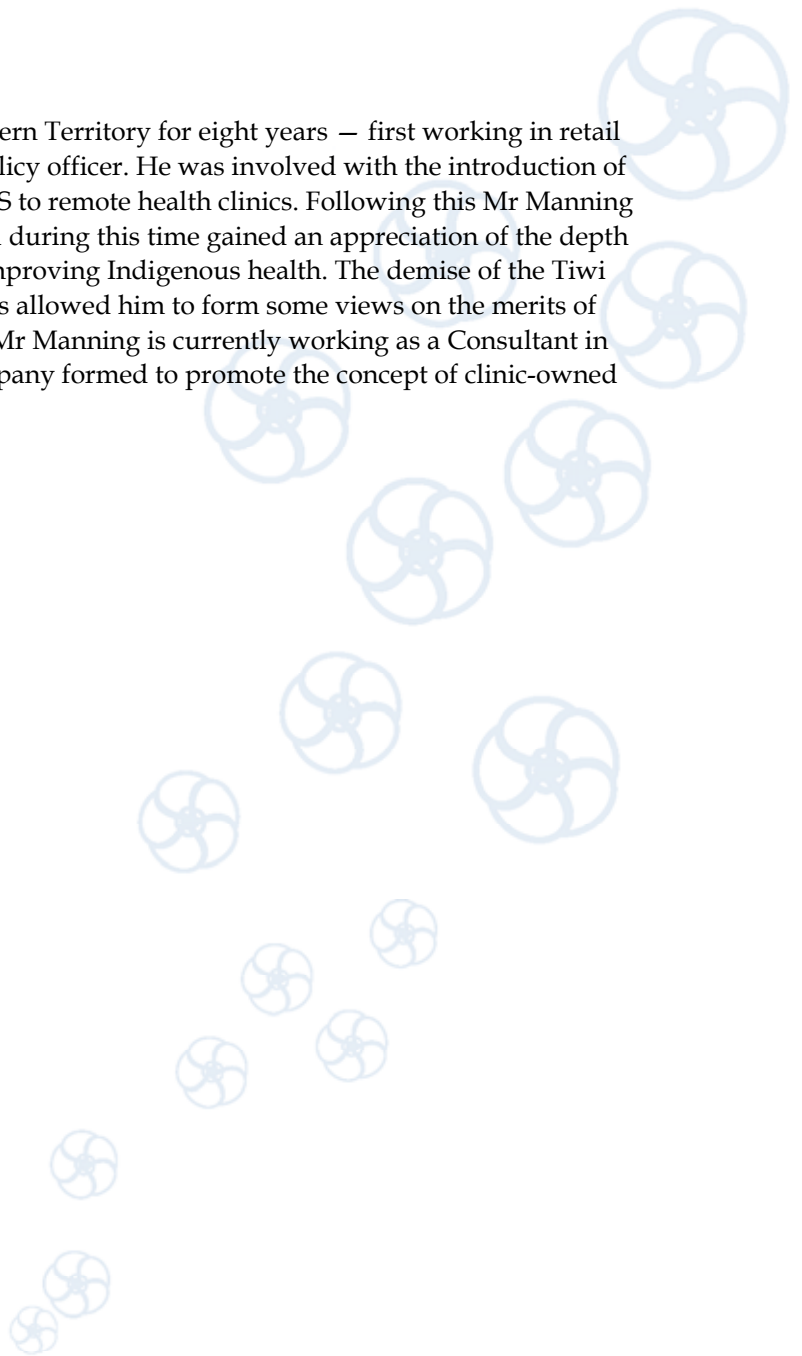 ern Territory for eight years — first working in retail
licy officer. He was involved with the introduction of
S to remote health clinics. Following this Mr Manning
during this time gained an appreciation of the depth
mproving Indigenous health. The demise of the Tiwi
s allowed him to form some views on the merits of
Mr Manning is currently working as a Consultant in
pany formed to promote the concept of clinic-owned